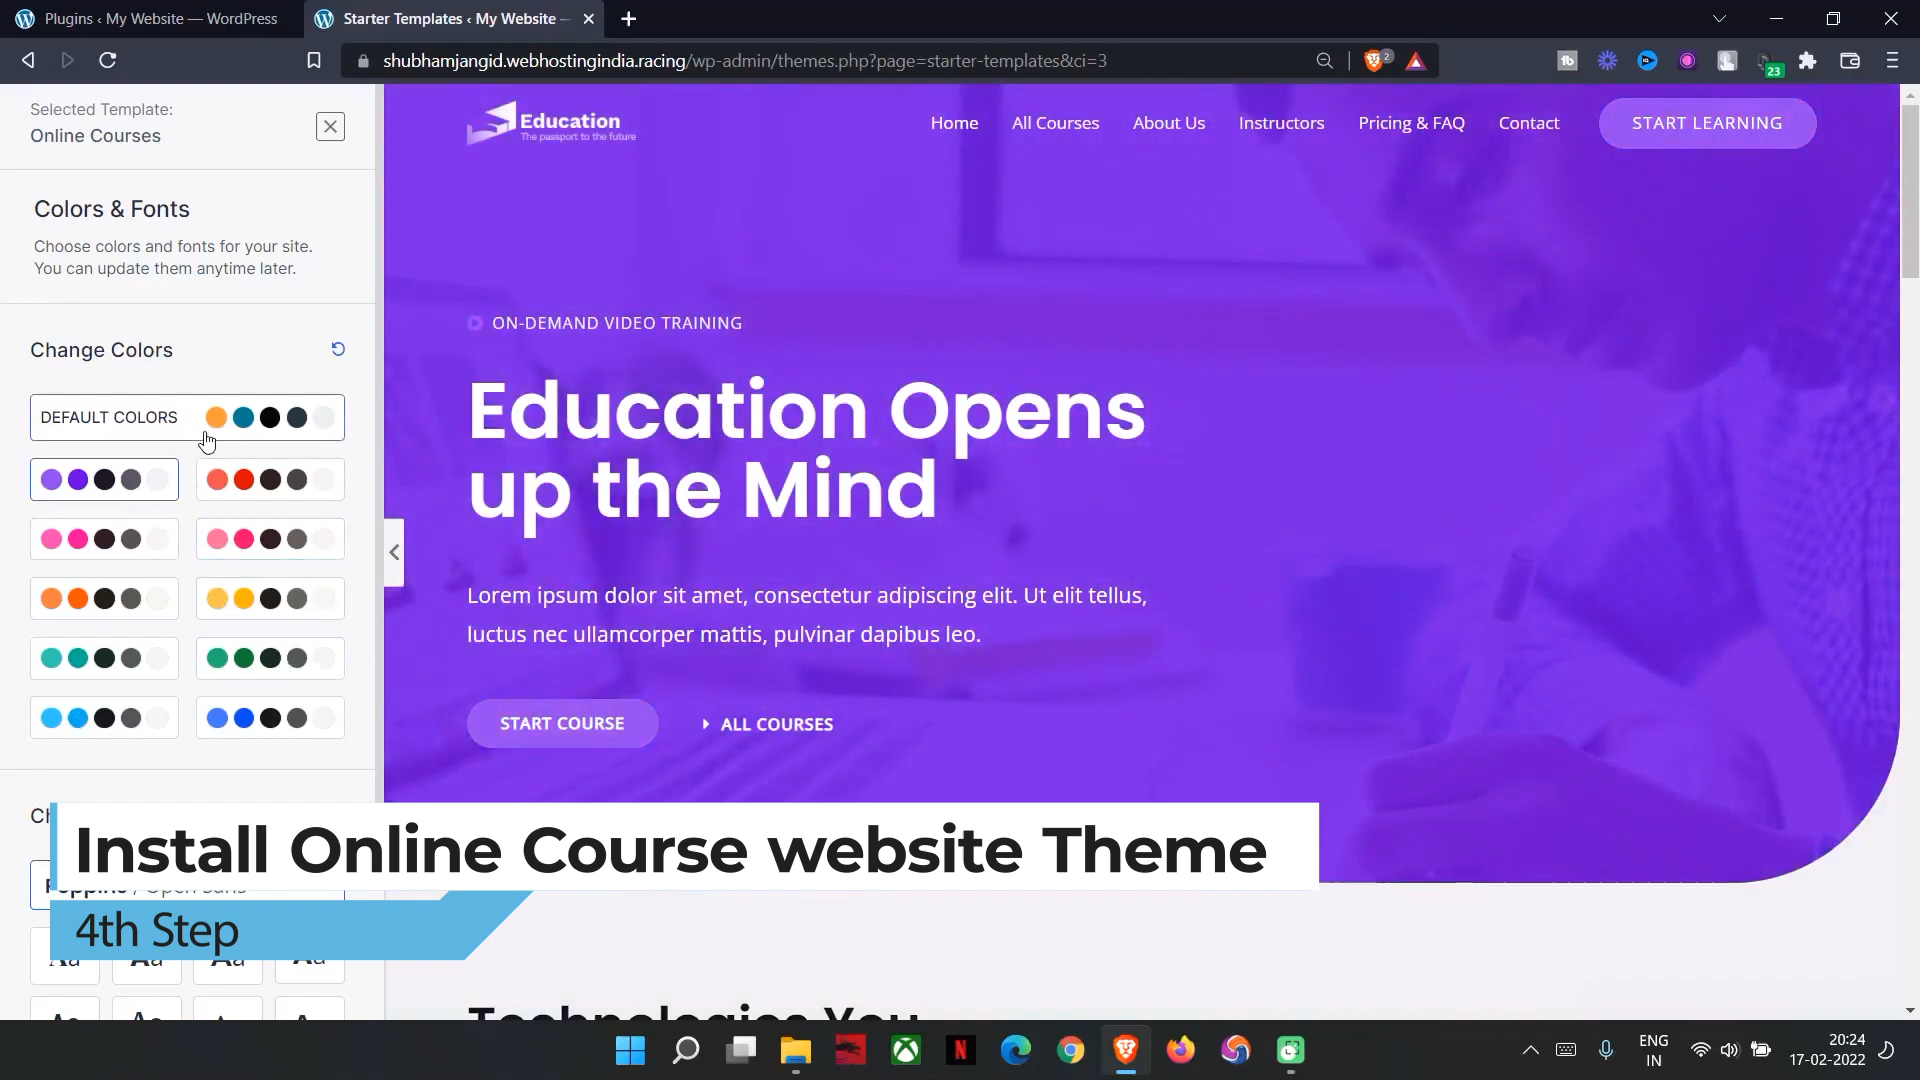 Plugins ‹ My Website — WordPress
Starter Templates ‹ My Website —
shubhamjangid.webhostingindia.racing/wp-admin/themes.php?page=starter-templates&ci=3
2
23
Selected Template:
Online Courses
Colors & Fonts
Choose colors and fonts for your site.
You can update them anytime later.
Change Colors
DEFAULT COLORS
Education
The passport to the future
Home
All Courses
About Us
Instructors
Pricing & FAQ
Contact
START LEARNING
ON-DEMAND VIDEO TRAINING
Education Opens
up the Mind
Lorem ipsum dolor sit amet, consectetur adipiscing elit. Ut elit tellus,
luctus nec ullamcorper mattis, pulvinar dapibus leo.
START COURSE
ALL COURSES
Install Online Course website Theme
4th Step
Technologies You
ENG
IN
20:24
17-02-2022